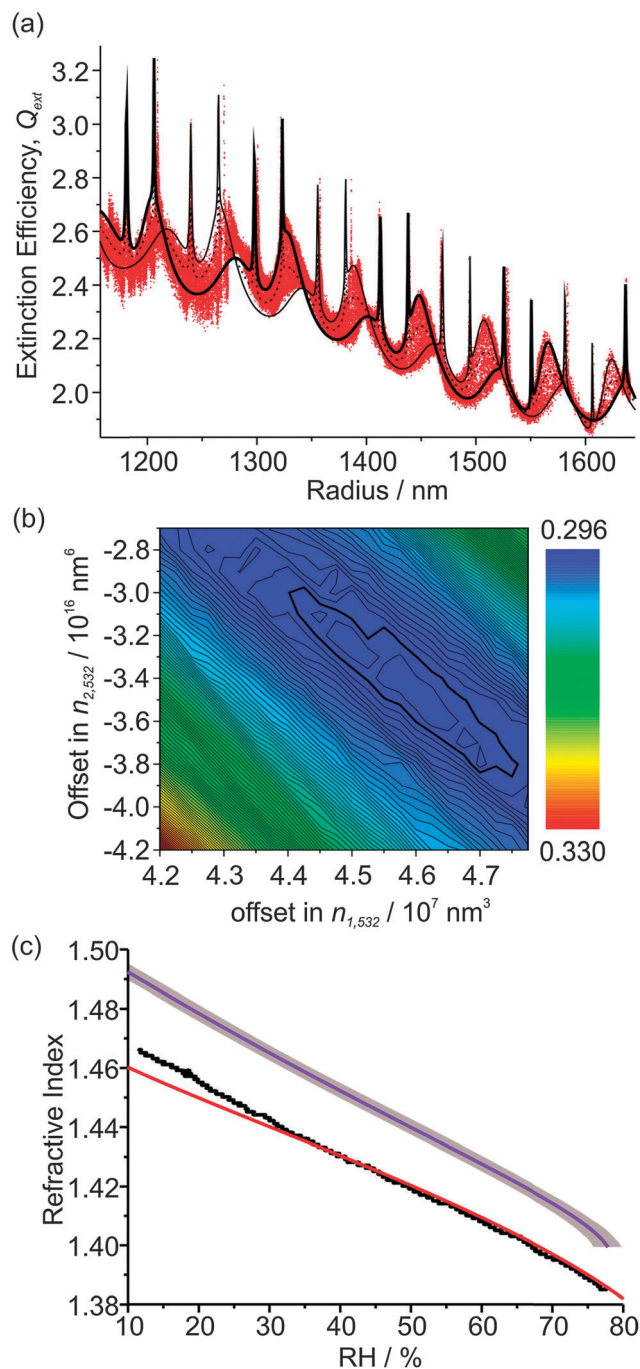 (a)
3.2
3.0
2.8
2.6
2.4
2.2
2.0
Extinction Efficiency, Q_ext
1200 1300 1400 1500 1600
Radius / nm
(b)
-2.8
-3.0
-3.2
-3.4
-3.6
-3.8
-4.0
-4.2
Offset in n_2,532 / 10^16 nm^6
4.2 4.3 4.4 4.5 4.6 4.7
offset in n_1,532 / 10^7 nm^3
0.296
0.330
(c)
1.50
1.48
1.46
1.44
1.42
1.40
1.38
Refractive Index
10 20 30 40 50 60 70 80
RH / %